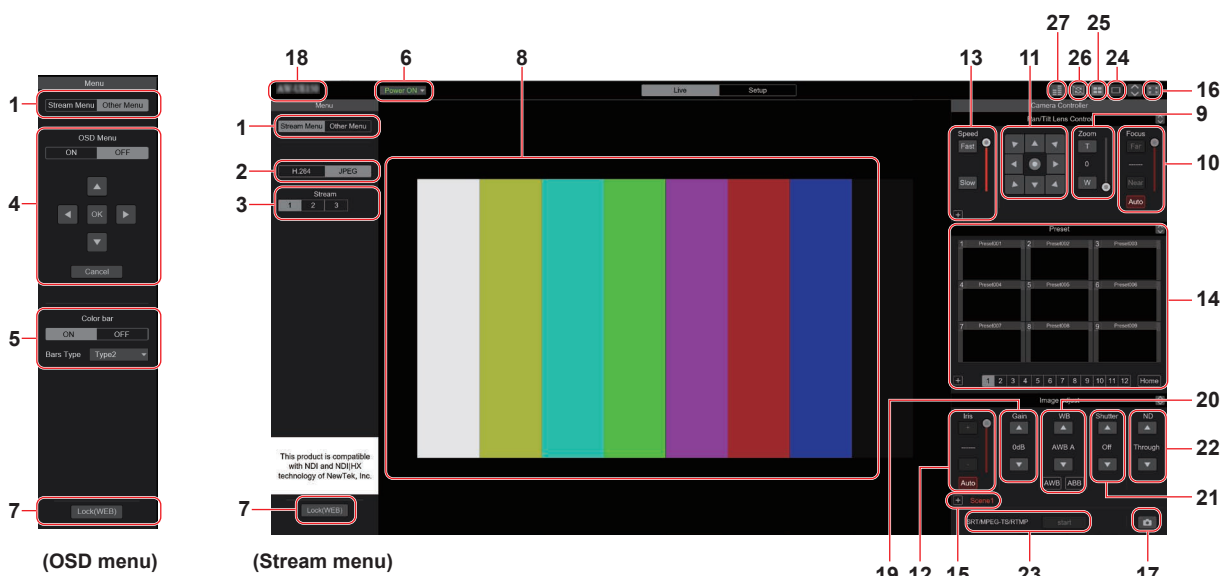 27 25
18 6 8 13 11 26 24
Menu
1 Stream Menu Other Menu
OSD Menu
ON OFF
4
OK
Cancel
Color bar
5 ON OFF
Bars Type Type2
7 Lock(WEB)
(OSD menu)
Power ON
Live Setup
16
Menu
1 Stream Menu Other Menu
2 H.264 JPEG
Stream
3 1 2 3
This product is compatible
with NDI and NDI|HX
technology of NewTek, Inc.
7 Lock(WEB)
(Stream menu)
Camera Controller
Pan/Tilt Lens Control
9
Speed Zoom Focus
Fast T Far
0 ---- 10
Slow W Near
Auto
+
Preset
1 Preset001 2 Preset002 3 Preset003
4 Preset004 5 Preset005 6 Preset006
14
7 Preset007 8 Preset008 9 Preset009
+ 1 2 3 4 5 6 7 8 9 10 11 12 Home
Image adjust
20
Iris Gain WB Shutter ND
+
---- 0dB AWB A Off Through 22
-
Auto AWB ABB
21
+ Scene1
SRT/MPEG-TS/RTMP start
19 12 15 23 17